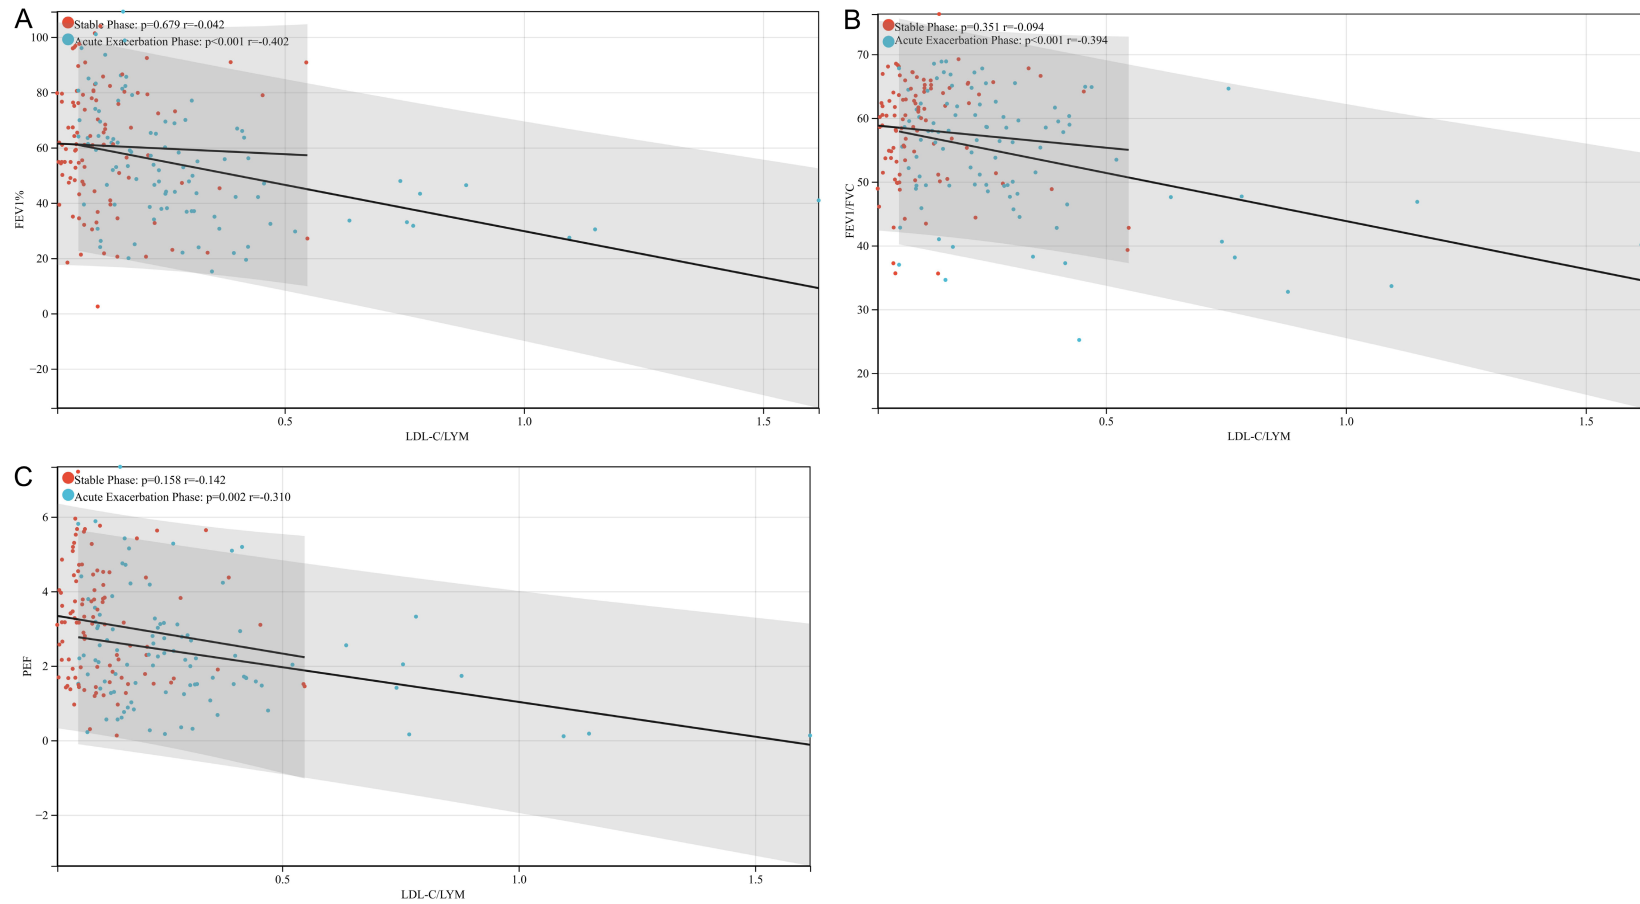 A
Stable Phase: p=0.679 r=-0.042
Acute Exacerbation Phase: p<0.001 r=-0.402
100
80
60
40
20
0
−20
FEV1%
0.5
1.0
1.5
LDL-C/LYM
B
Stable Phase: p=0.351 r=-0.094
Acute Exacerbation Phase: p<0.001 r=-0.394
70
60
50
40
30
20
FEV1/FVC
0.5
1.0
1.5
LDL-C/LYM
C
Stable Phase: p=0.158 r=-0.142
Acute Exacerbation Phase: p=0.002 r=-0.310
6
4
2
0
−2
PEF
0.5
1.0
1.5
LDL-C/LYM